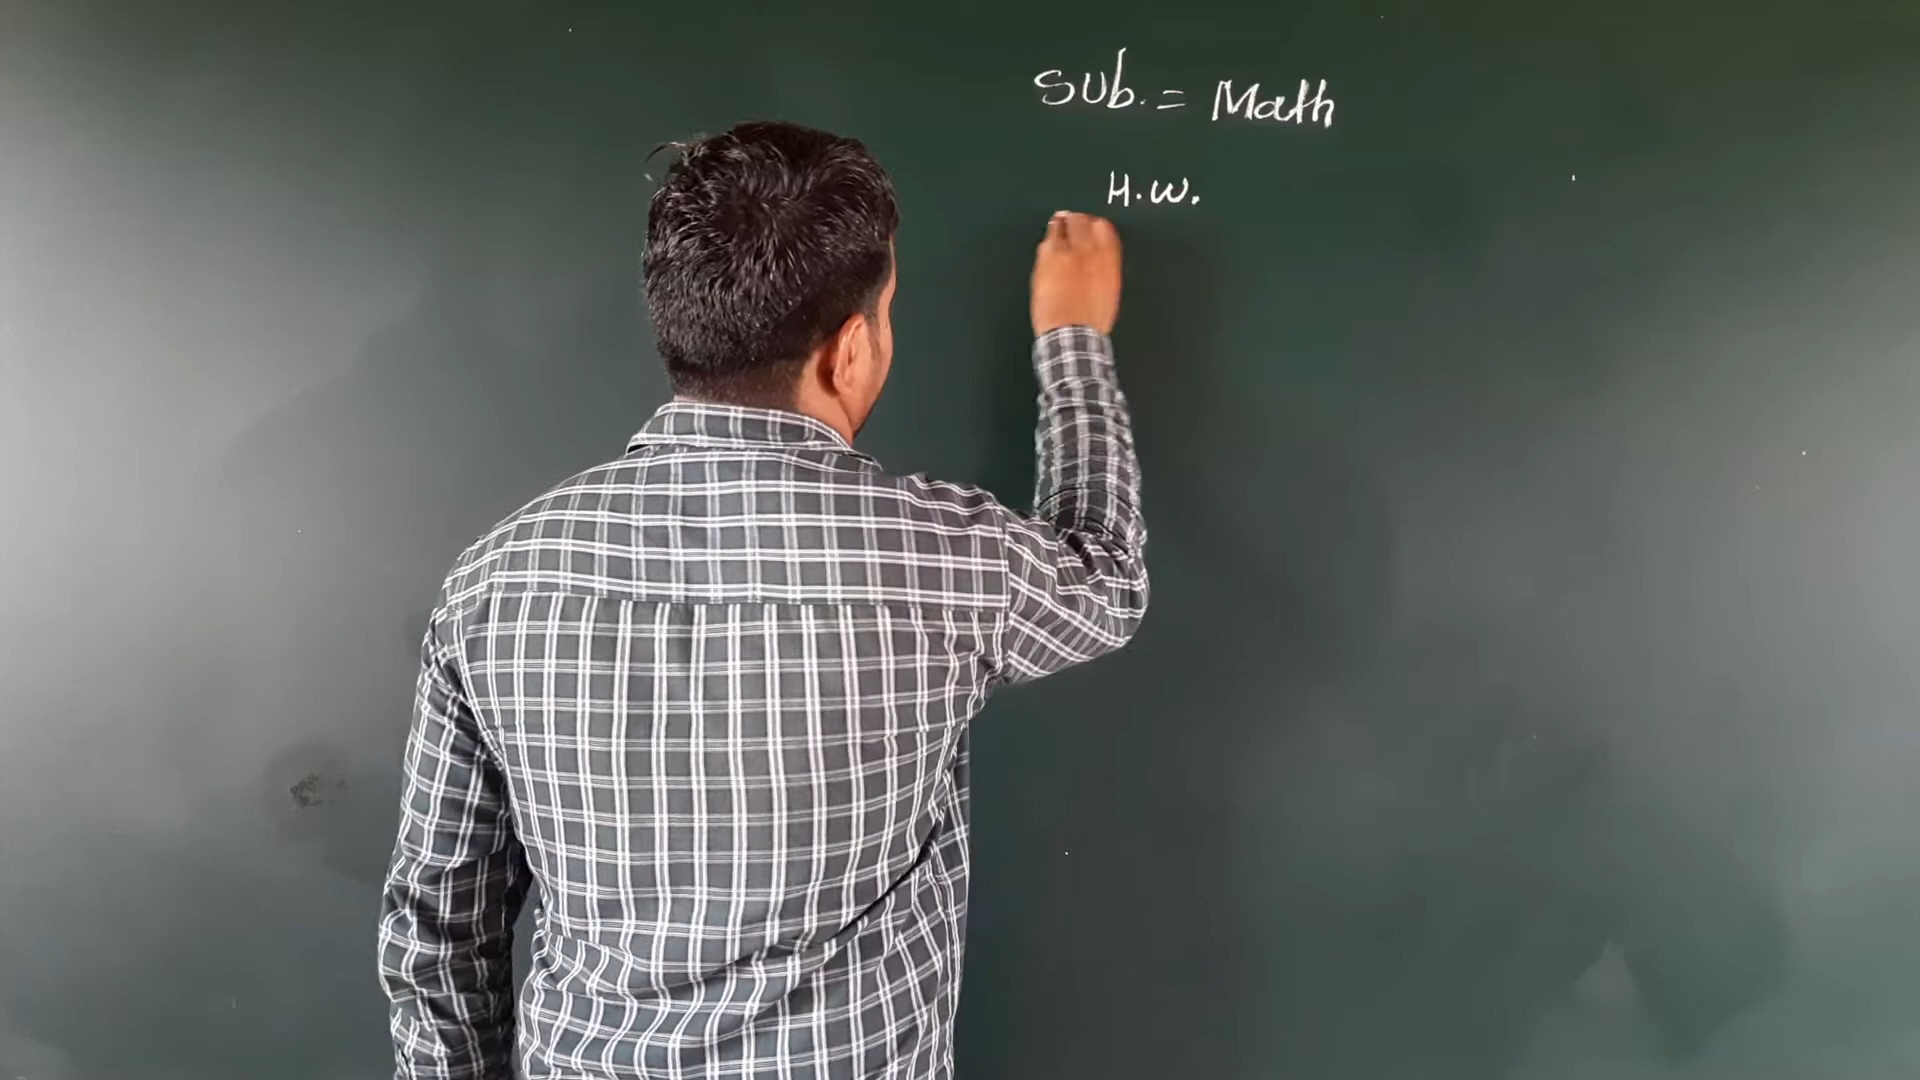 Sub. = Math
H.W.